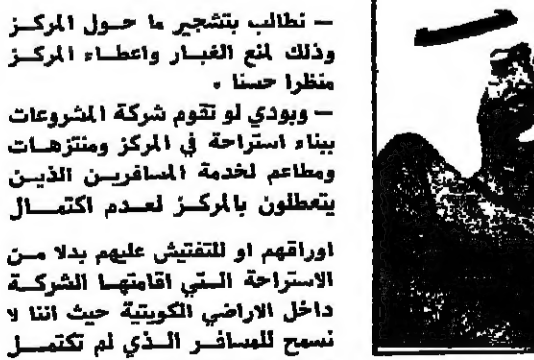 — نطالب بتشجير ما حول المركز
وذلك لمنع الغبار واعطاء المركز
منظرا حسنا .
— وبودي لو تقوم شركة المشروعات
ببناء استراحة في المركز ومنتزهات
ومطاعم لخدمة المسافرين الذين
يتعطلون بالمركز لعدم اكتمال
اوراقهم او للتفتيش عليهم بدلا من
الاستراحة التي اقامتها الشركة
داخل الاراضي الكويتية حيث اننا لا
نسمح للمسافر الذي لم تكتمل